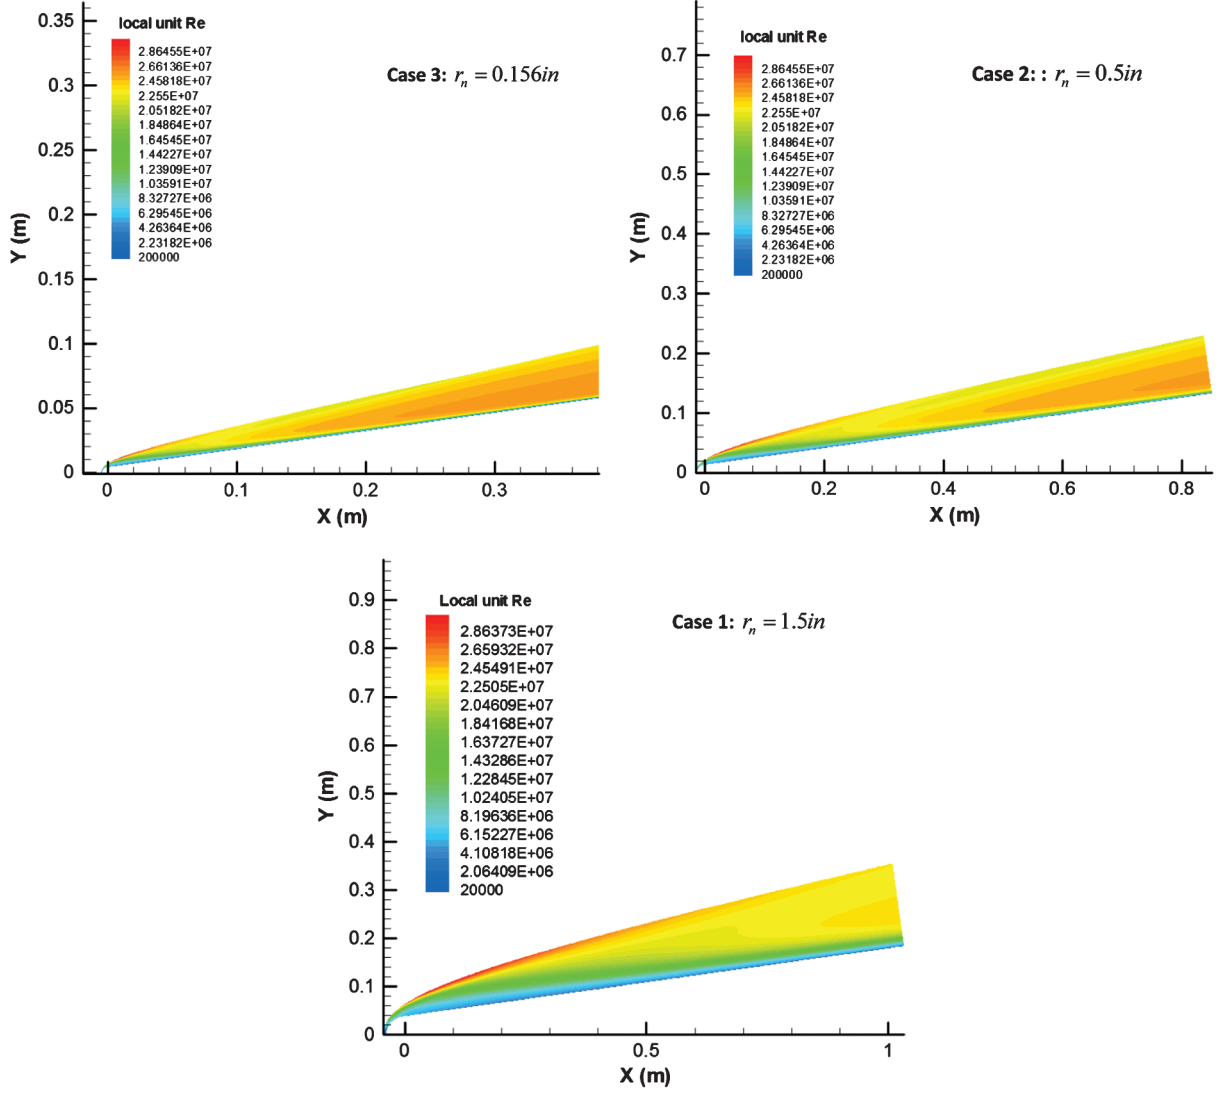 local unit Re
2.86455E+07
2.66136E+07
2.45818E+07
2.255E+07
2.05182E+07
1.84864E+07
1.64545E+07
1.44227E+07
1.23909E+07
1.03591E+07
8.32727E+06
6.29545E+06
4.26364E+06
2.23182E+06
200000
Case 3: rₙ = 0.156in
0.35
0.3
0.25
0.2
0.15
0.1
0.05
0
Y (m)
0
0.1
0.2
0.3
X (m)
local unit Re
2.86455E+07
2.66136E+07
2.45818E+07
2.255E+07
2.05182E+07
1.84864E+07
1.64545E+07
1.44227E+07
1.23909E+07
1.03591E+07
8.32727E+06
6.29545E+06
4.26364E+06
2.23182E+06
200000
Case 2: : rₙ = 0.5in
0.7
0.6
0.5
0.4
0.3
0.2
0.1
0
Y (m)
0
0.2
0.4
0.6
0.8
X (m)
Local unit Re
2.86373E+07
2.65932E+07
2.45491E+07
2.2505E+07
2.04609E+07
1.84168E+07
1.63727E+07
1.43286E+07
1.22845E+07
1.02405E+07
8.19636E+06
6.15227E+06
4.10818E+06
2.06409E+06
20000
Case 1: rₙ = 1.5in
0.9
0.8
0.7
0.6
0.5
0.4
0.3
0.2
0.1
0
Y (m)
0
0.5
1
X (m)